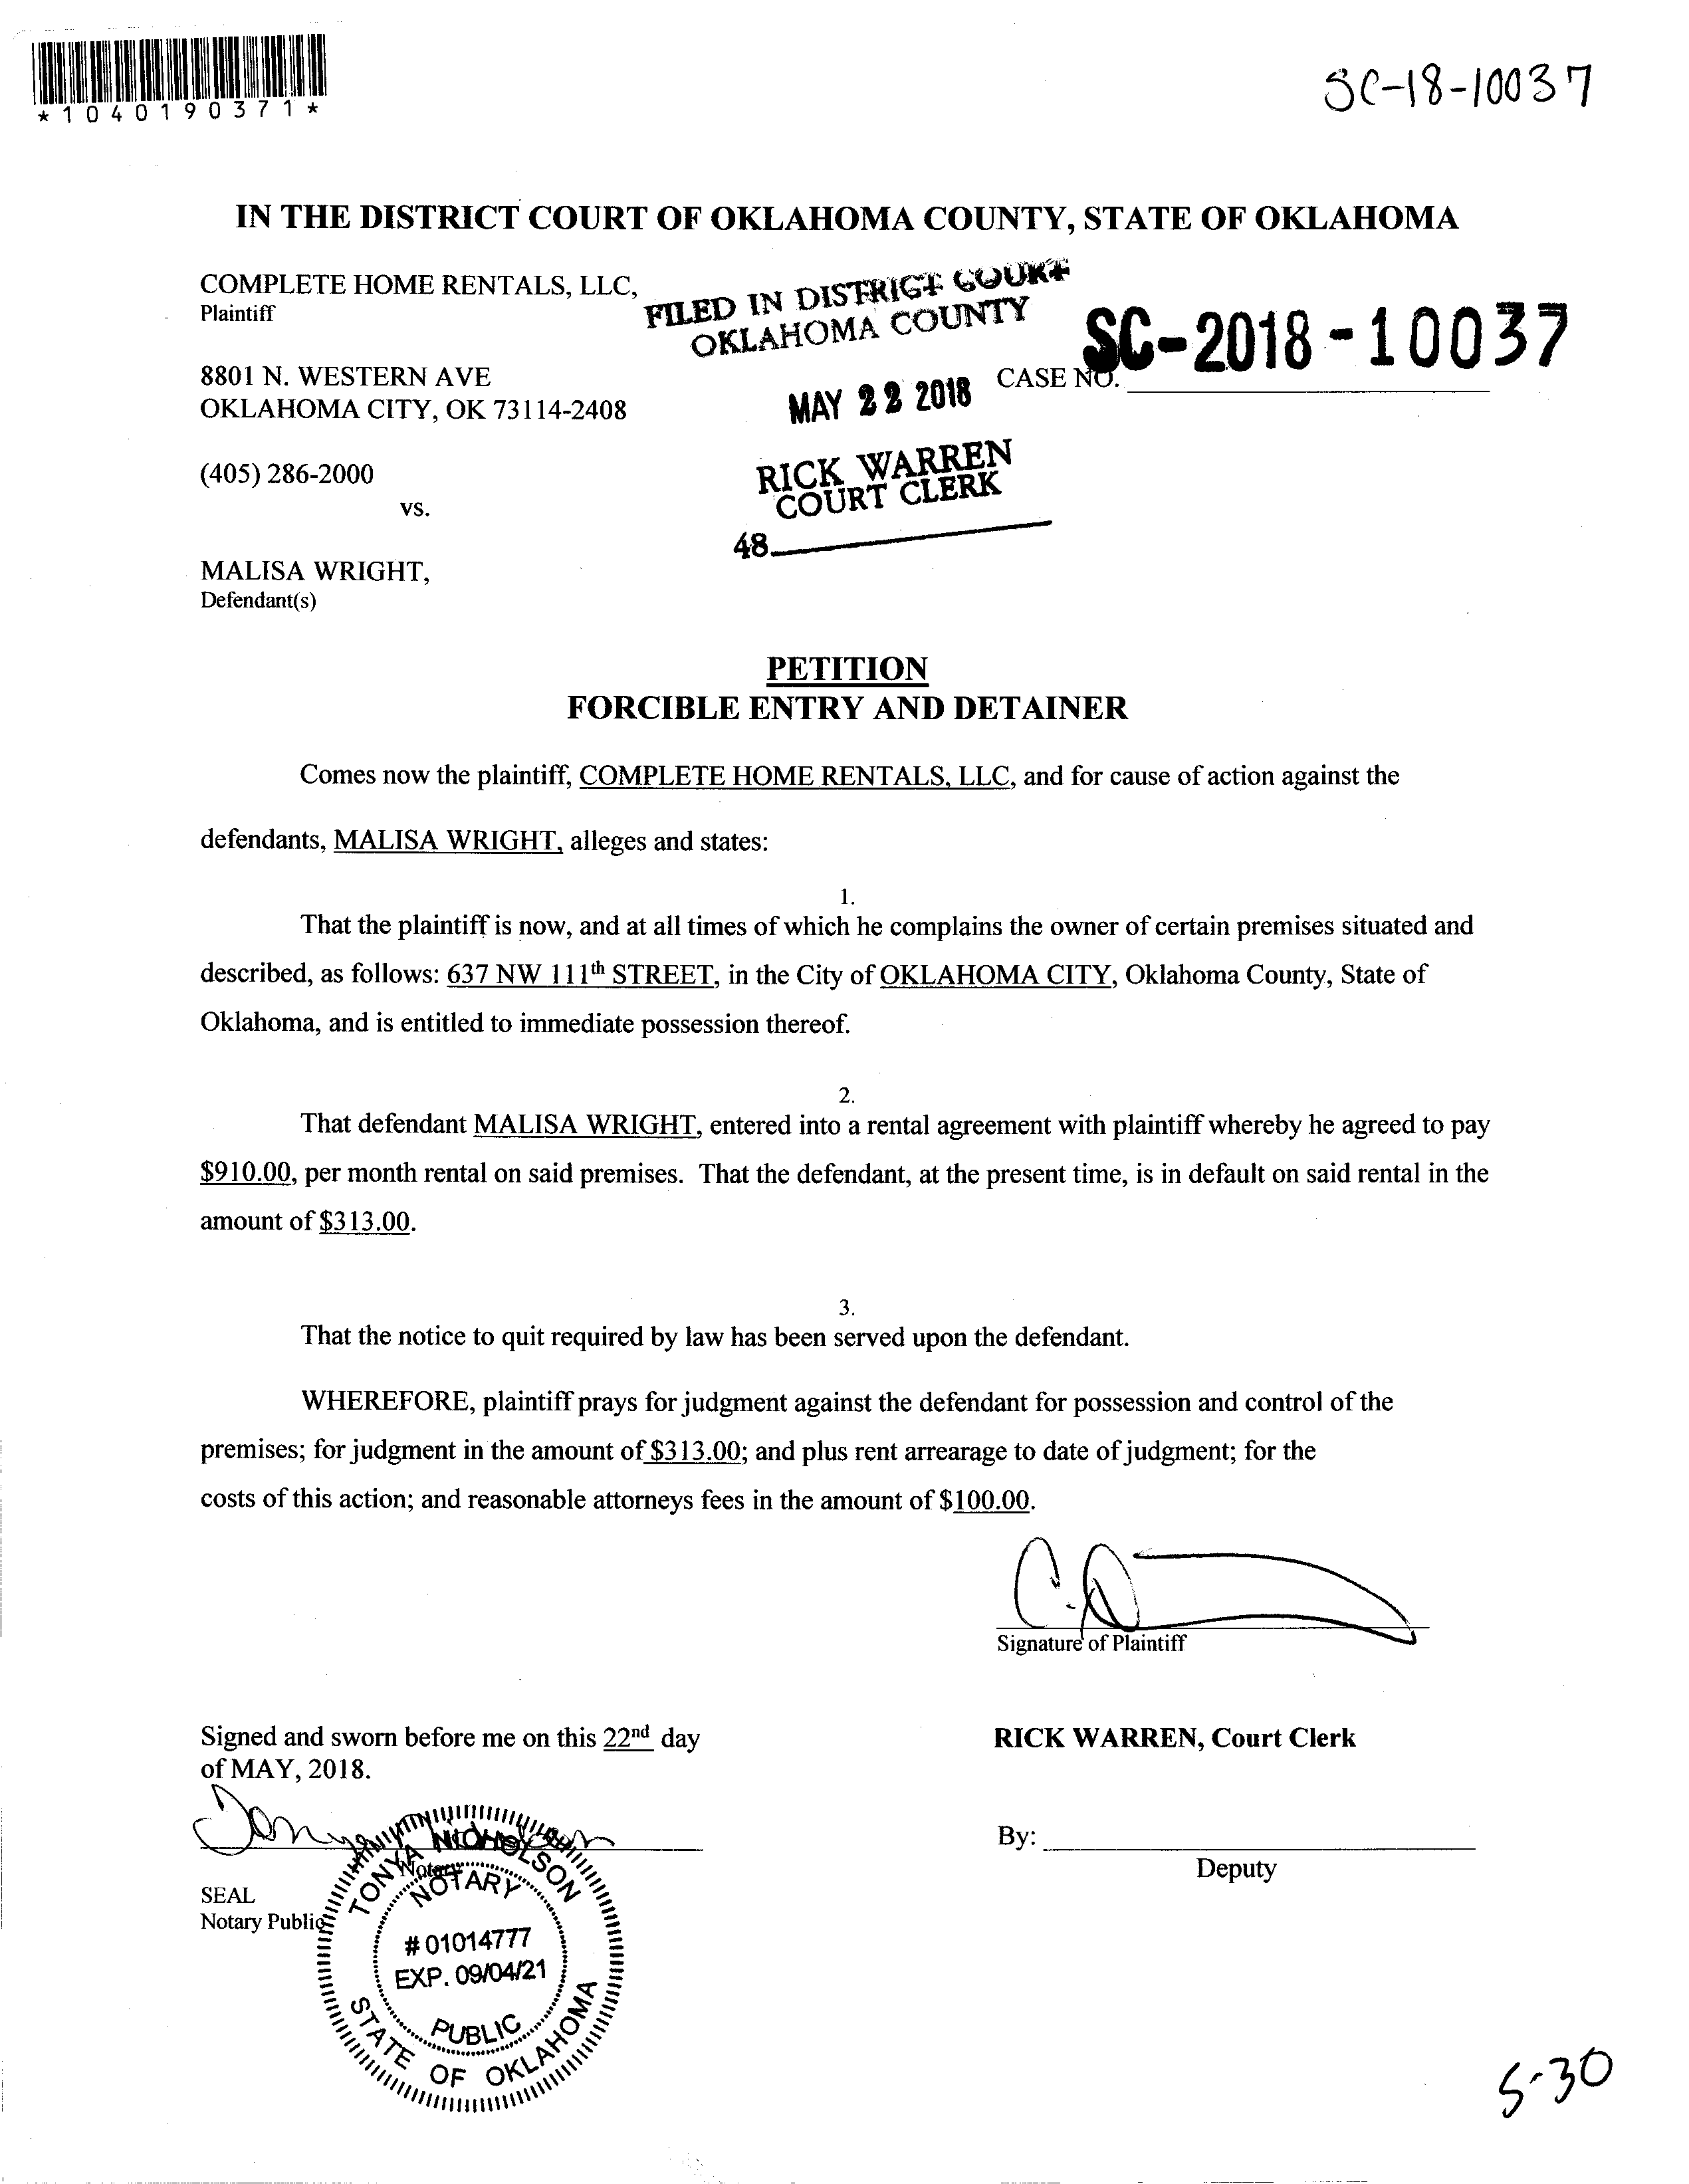 *1040190371*
SC-18-10037
IN THE DISTRICT COURT OF OKLAHOMA COUNTY, STATE OF OKLAHOMA
COMPLETE HOME RENTALS, LLC,
Plaintiff
FILED IN DISTRICT COURT
OKLAHOMA COUNTY
8801 N. WESTERN AVE
OKLAHOMA CITY, OK 73114-2408
MAY 22 2018
CASE NO. SC-2018-10037
(405) 286-2000
RICK WARREN
COURT CLERK
vs.
48
MALISA WRIGHT,
Defendant(s)
PETITION
FORCIBLE ENTRY AND DETAINER
Comes now the plaintiff, COMPLETE HOME RENTALS, LLC, and for cause of action against the
defendants, MALISA WRIGHT, alleges and states:
1.
That the plaintiff is now, and at all times of which he complains the owner of certain premises situated and
described, as follows: 637 NW 111th STREET, in the City of OKLAHOMA CITY, Oklahoma County, State of
Oklahoma, and is entitled to immediate possession thereof.
2.
That defendant MALISA WRIGHT, entered into a rental agreement with plaintiff whereby he agreed to pay
$910.00, per month rental on said premises. That the defendant, at the present time, is in default on said rental in the
amount of $313.00.
3.
That the notice to quit required by law has been served upon the defendant.
WHEREFORE, plaintiff prays for judgment against the defendant for possession and control of the
premises; for judgment in the amount of $313.00; and plus rent arrearage to date of judgment; for the
costs of this action; and reasonable attorneys fees in the amount of $100.00.
Signature of Plaintiff
Signed and sworn before me on this 22nd day
of MAY, 2018.
RICK WARREN, Court Clerk
By:
Deputy
Notary
SEAL
Notary Public
TONYA NICHOLSON
NOTARY
# 01014777
EXP. 09/04/21
PUBLIC
STATE OF OKLAHOMA
5-30